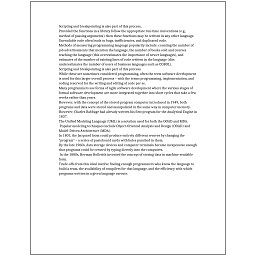 Scripting and breakpointing is also part of this process.
Provided the functions in a library follow the appropriate run-time conventions (e.g.,
method of passing arguments), then these functions may be written in any other language.
Unreadable code often leads to bugs, inefficiencies, and duplicated code.
Methods of measuring programming language popularity include: counting the number of
job advertisements that mention the language, the number of books sold and courses
teaching the language (this overestimates the importance of newer languages), and
estimates of the number of existing lines of code written in the language (this
underestimates the number of users of business languages such as COBOL).
Scripting and breakpointing is also part of this process.
While these are sometimes considered programming, often the term software development
is used for this larger overall process – with the terms programming, implementation, and
coding reserved for the writing and editing of code per se.
Many programmers use forms of Agile software development where the various stages of
formal software development are more integrated together into short cycles that take a few
weeks rather than years.
However, with the concept of the stored-program computer introduced in 1949, both
programs and data were stored and manipulated in the same way in computer memory.
However, Charles Babbage had already written his first program for the Analytical Engine in
1837.
The Unified Modeling Language (UML) is a notation used for both the OOAD and MDA.
Popular modeling techniques include Object-Oriented Analysis and Design (OOAD) and
Model-Driven Architecture (MDA).
In 1801, the Jacquard loom could produce entirely different weaves by changing the
"program" – a series of pasteboard cards with holes punched in them.
By the late 1960s, data storage devices and computer terminals became inexpensive enough
that programs could be created by typing directly into the computers.
In the 1880s, Herman Hollerith invented the concept of storing data in machine-readable
form.
Trade-offs from this ideal involve finding enough programmers who know the language to
build a team, the availability of compilers for that language, and the efficiency with which
programs written in a given language execute.